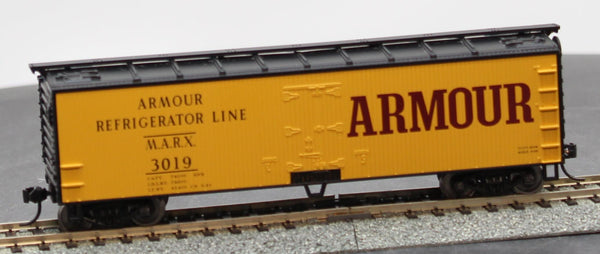 ARMOUR
REFRIGERATOR LINE
M.A.R.X.
3019
ARMOUR